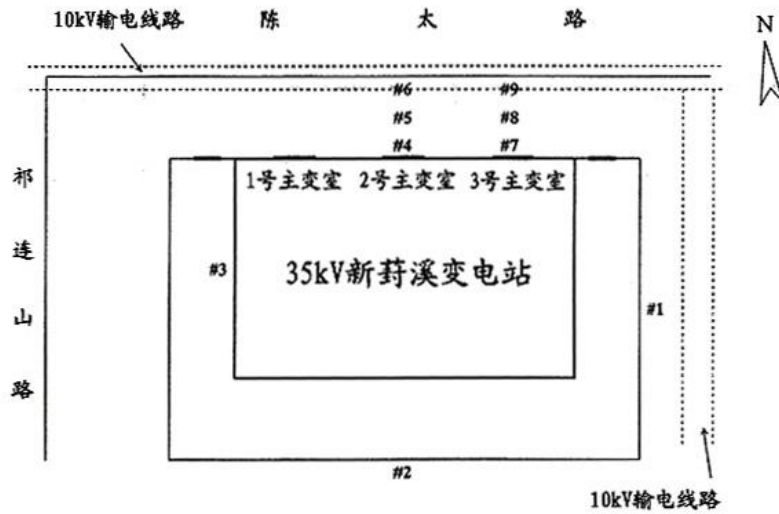 10kV输电线路
陈太路
N
#6 #9
#5 #8
#4 #7
1号主变室 2号主变室 3号主变室
祁连山路
#3
35kV新葑溪变电站
#1
#2
10kV输电线路